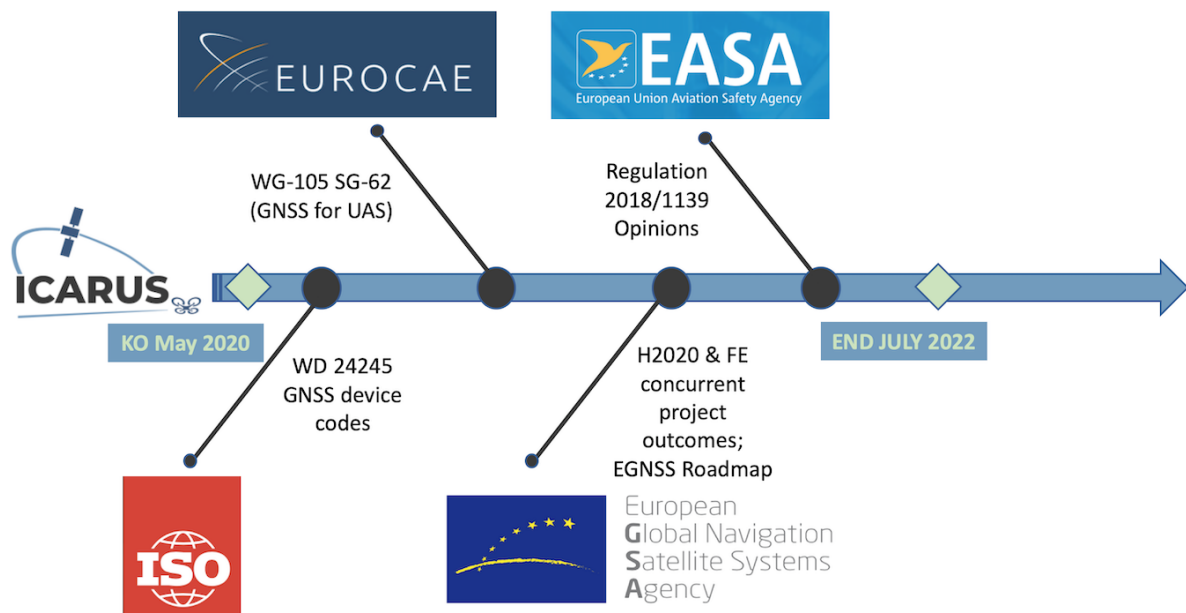 EUROCAE
EASA
European Union Aviation Safety Agency
WG-105 SG-62
(GNSS for UAS)
Regulation
2018/1139
Opinions
ICARUS
KO May 2020
END JULY 2022
WD 24245
GNSS device
codes
H2020 & FE
concurrent
project
outcomes;
EGNSS Roadmap
ISO
European
Global Navigation
Satellite Systems
Agency